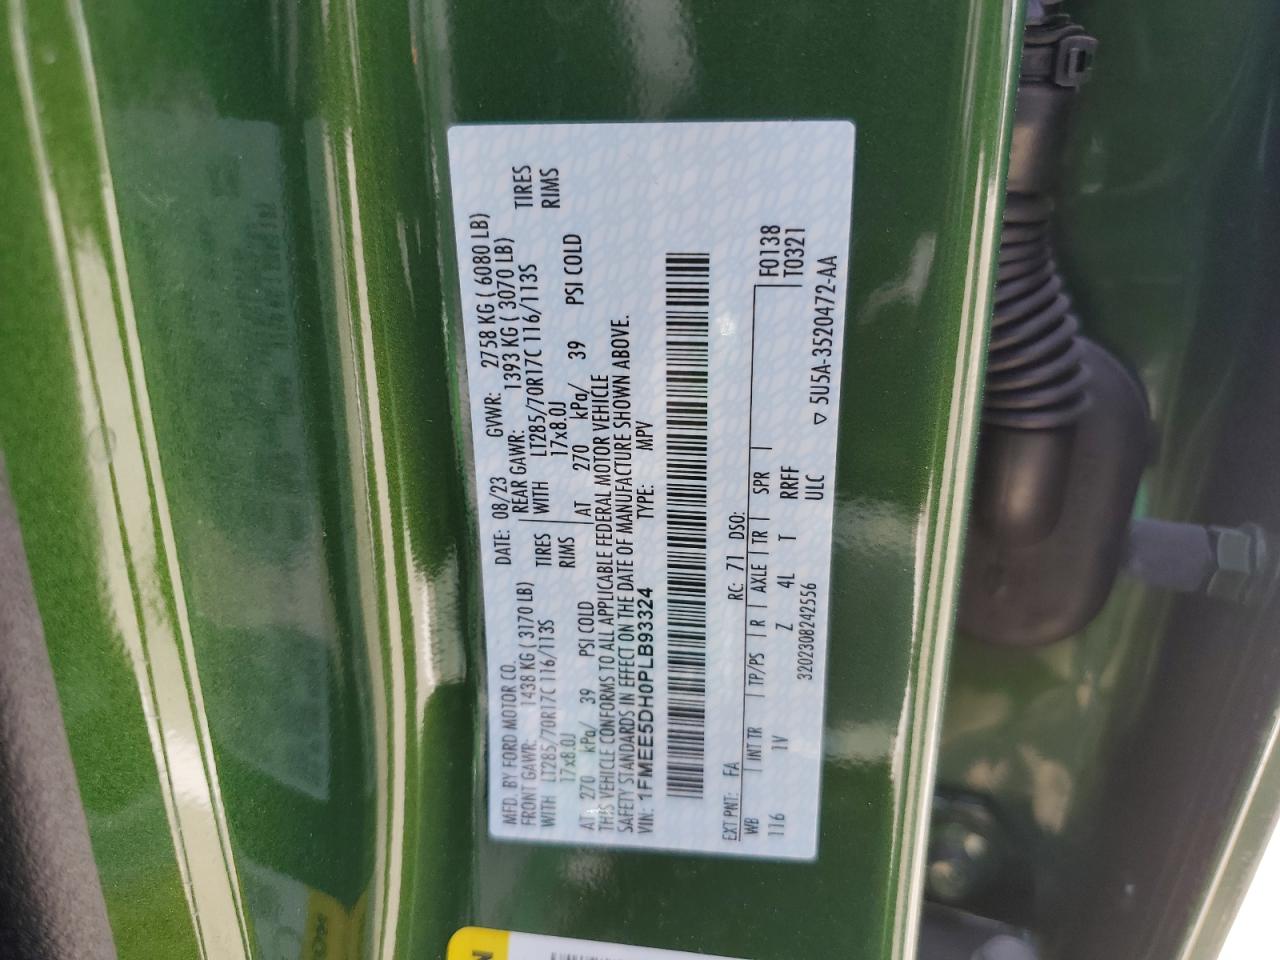 MFD. BY FORD MOTOR CO.
DATE: 08/23 GVWR: 2758 KG ( 6080 LB)
FRONT GAWR: 1438 KG ( 3170 LB) REAR GAWR: 1393 KG ( 3070 LB)
WITH LT285/70R17C 116/113S TIRES WITH LT285/70R17C 116/113S TIRES
17x8.0J RIMS 17x8.0J RIMS
AT 270 kPa/ 39 PSI COLD AT 270 kPa/ 39 PSI COLD
THIS VEHICLE CONFORMS TO ALL APPLICABLE FEDERAL MOTOR VEHICLE
SAFETY STANDARDS IN EFFECT ON THE DATE OF MANUFACTURE SHOWN ABOVE.
VIN: 1FMEE5DH0PLB93324 TYPE: MPV
F0138
T0321
EXT PNT: FA RC: 71 DSO:
WB INT TR TP/PS R AXLE TR SPR
116 1V Z 4L T RRFF
3202308242556 ULC
▽ 5U5A-3520472-AA